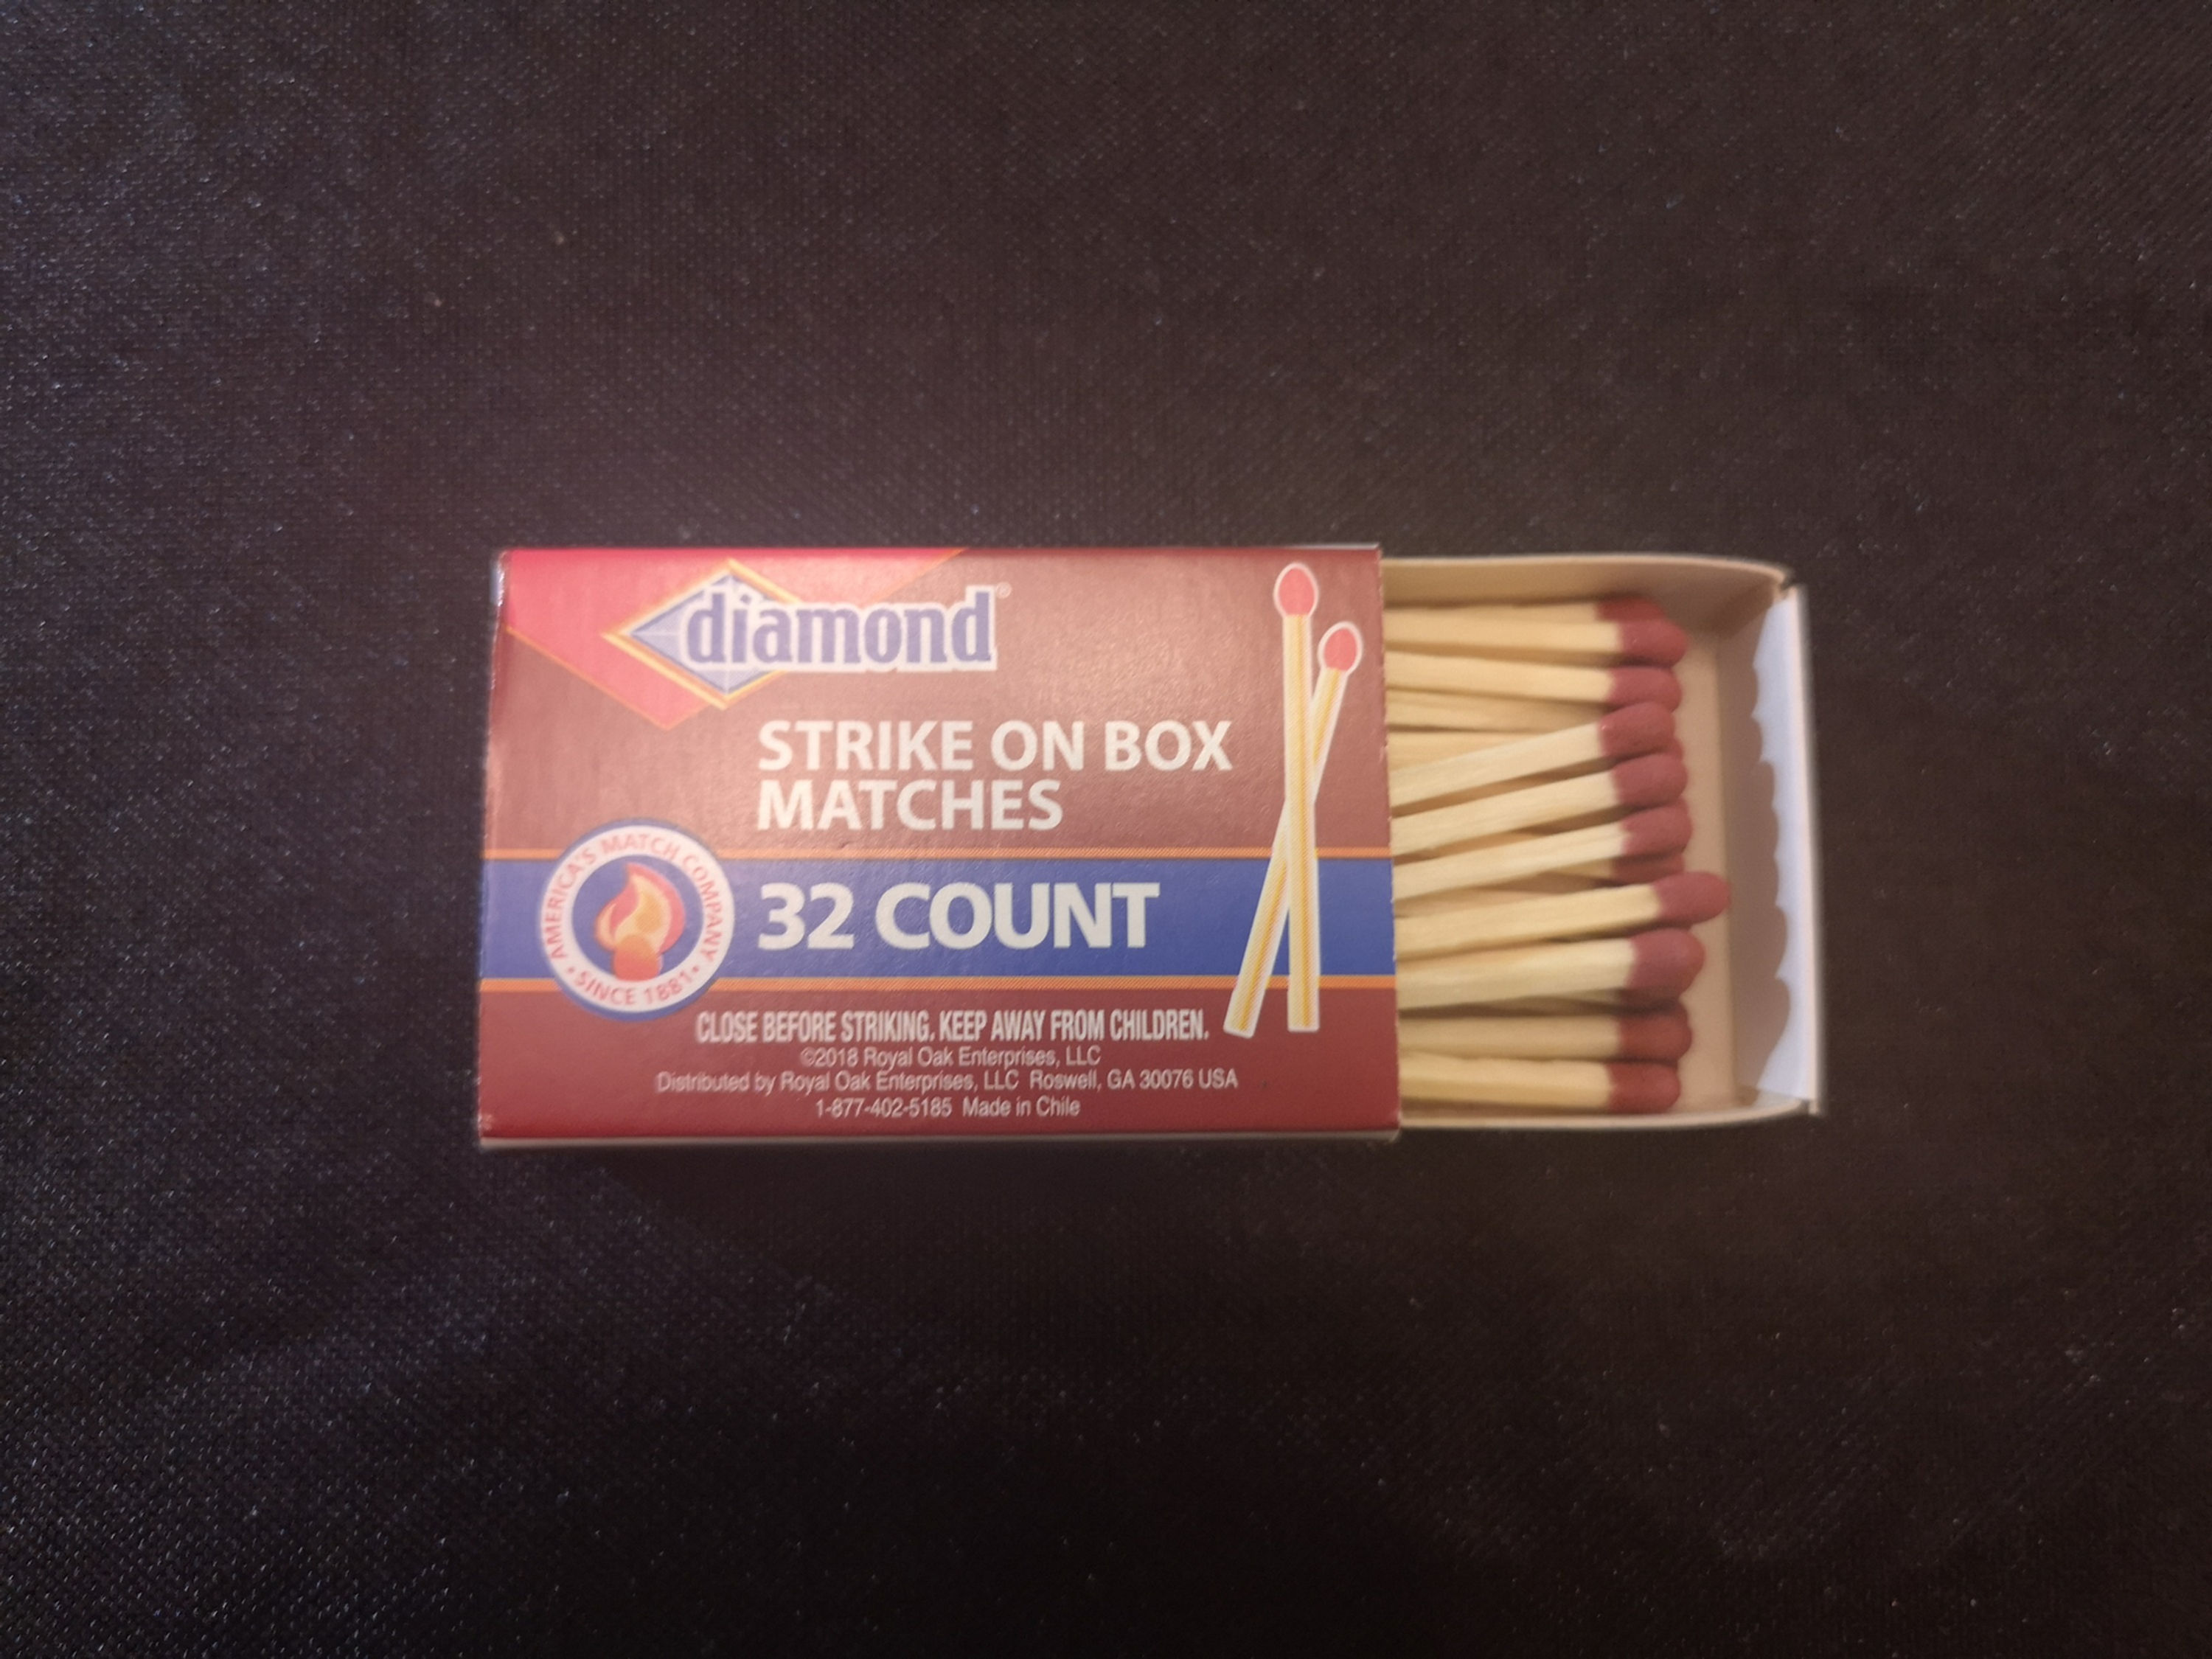 diamond®
STRIKE ON BOX
MATCHES
AMERICA'S MATCH COMPANY
• SINCE 1881 •
32 COUNT
CLOSE BEFORE STRIKING. KEEP AWAY FROM CHILDREN.
©2018 Royal Oak Enterprises, LLC
Distributed by Royal Oak Enterprises, LLC Roswell, GA 30076 USA
1-877-402-5185 Made in Chile